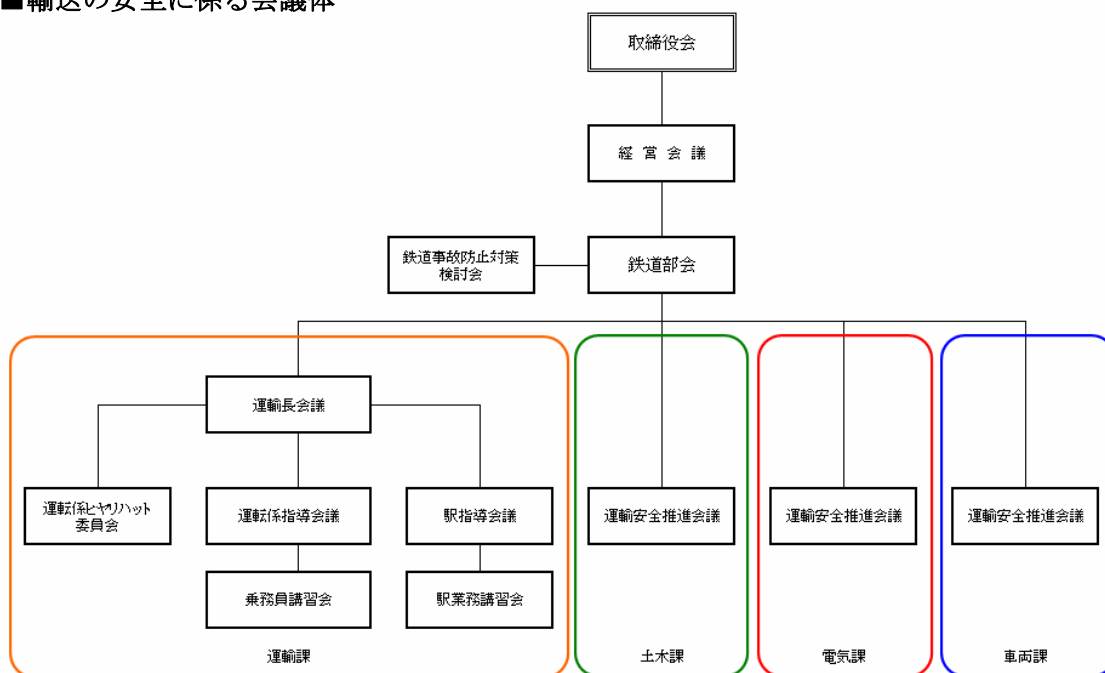 ■輸送の安全に係る会議体
取締役会
経 営 会 議
鉄道事故防止対策
検討会
鉄道部会
運輸長会議
運転係ヒヤリハット
委員会
運転係指導会議
駅指導会議
運輸安全推進会議
運輸安全推進会議
運輸安全推進会議
乗務員講習会
駅業務講習会
運輸課
土木課
電気課
車両課